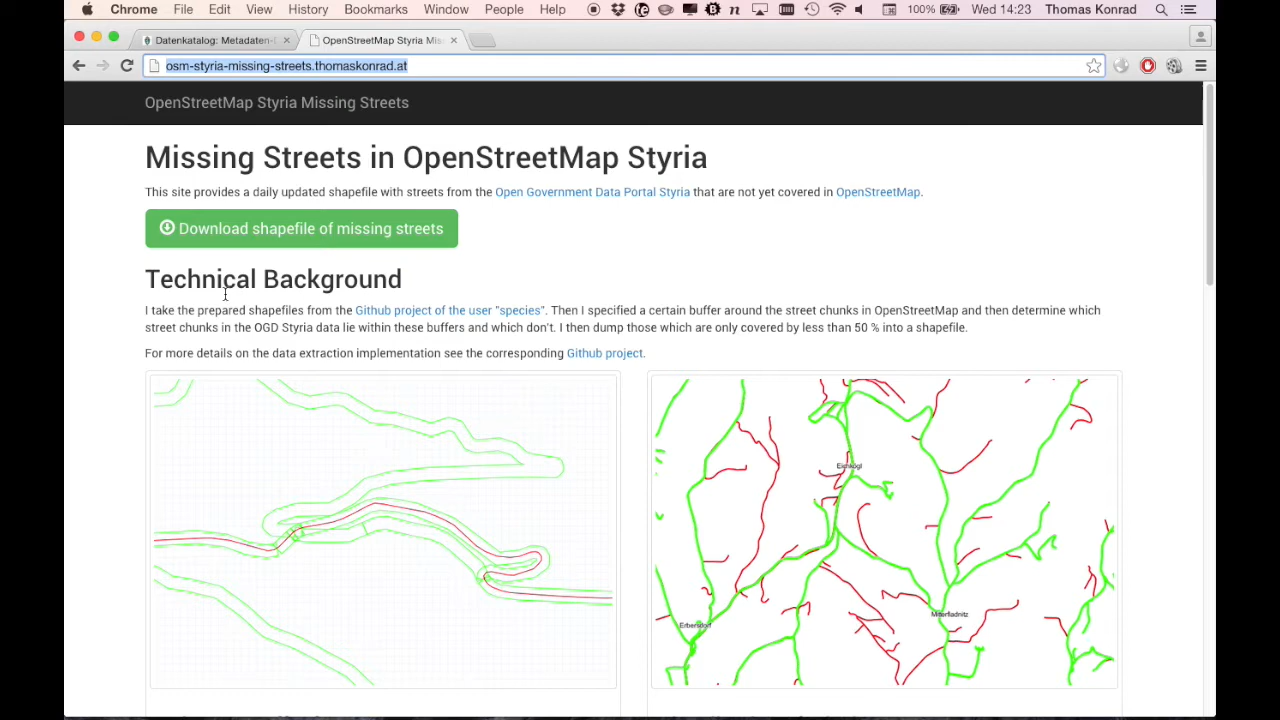 Chrome File Edit View History Bookmarks Window People Help 100% Wed 14:23 Thomas Konrad
Datenkatalog: Metadaten-
OpenStreetMap Styria Mis
osm-styria-missing-streets.thomaskonrad.at
OpenStreetMap Styria Missing Streets
Missing Streets in OpenStreetMap Styria
This site provides a daily updated shapefile with streets from the Open Government Data Portal Styria that are not yet covered in OpenStreetMap.
Download shapefile of missing streets
Technical Background
I take the prepared shapefiles from the Github project of the user "species". Then I specified a certain buffer around the street chunks in OpenStreetMap and then determine which
street chunks in the OGD Styria data lie within these buffers and which don't. I then dump those which are only covered by less than 50 % into a shapefile.
For more details on the data extraction implementation see the corresponding Github project.
Eichkögl
Mitterfladnitz
Erbersdorf